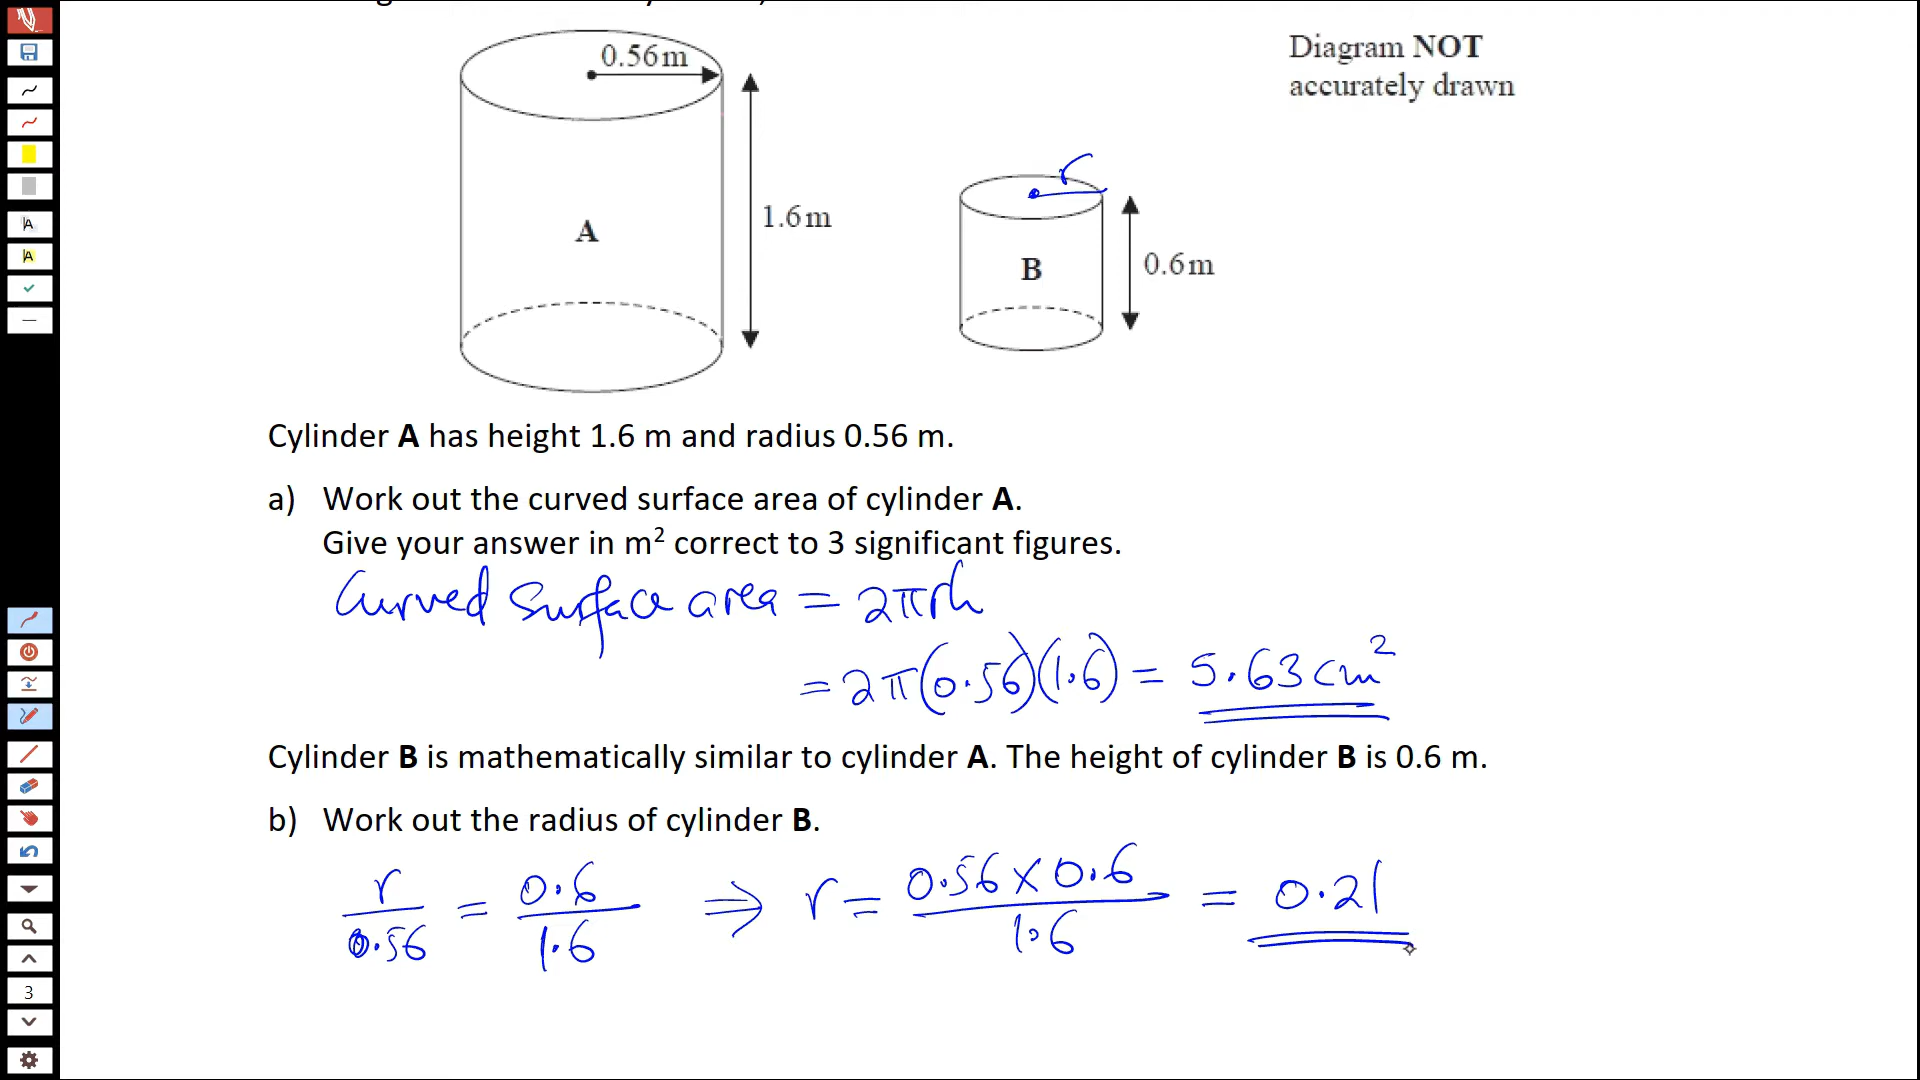 0.56m
Diagram NOT
accurately drawn
r
1.6m
A
B
0.6m
Cylinder A has height 1.6 m and radius 0.56 m.
a) Work out the curved surface area of cylinder A.
Give your answer in m² correct to 3 significant figures.
Curved surface area = 2πrh
= 2π(0.56)(1.6) = 5.63 cm²
Cylinder B is mathematically similar to cylinder A. The height of cylinder B is 0.6 m.
b) Work out the radius of cylinder B.
r/0.56 = 0.6/1.6 ⇒ r = 0.56 × 0.6/1.6 = 0.21
A
A
3